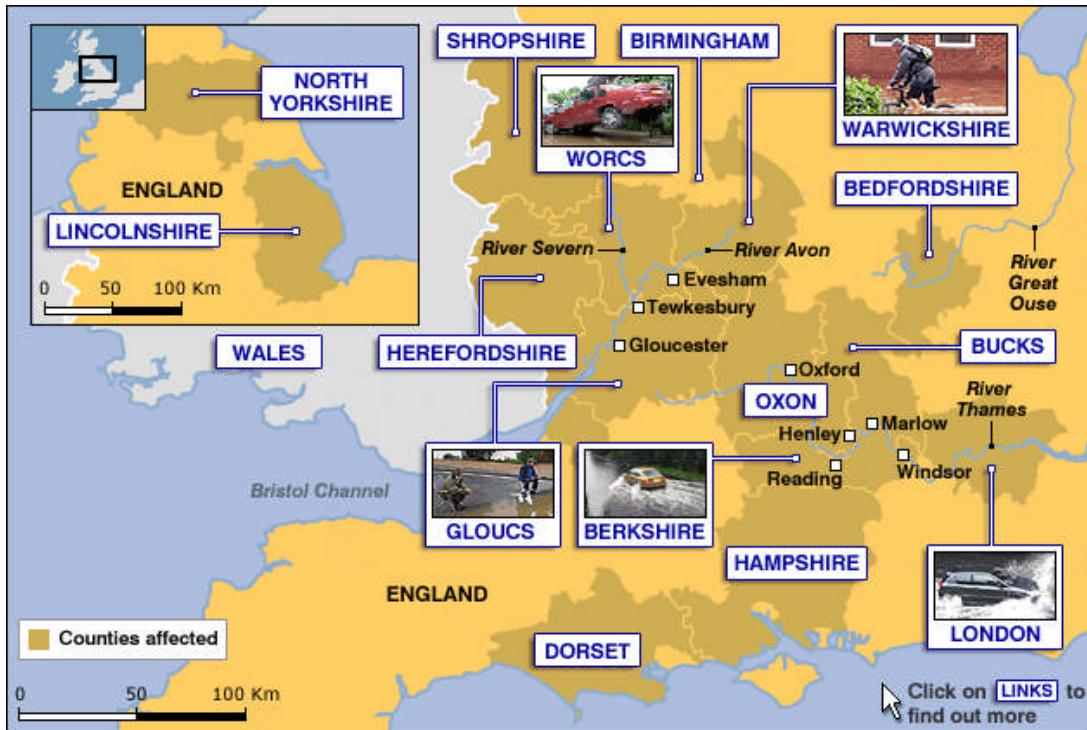 SHROPSHIRE
BIRMINGHAM
NORTH
YORKSHIRE
WORCS
WARWICKSHIRE
ENGLAND
BEDFORDSHIRE
LINCOLNSHIRE
River Severn
River Avon
River
Great
Ouse
0 50 100 Km
Evesham
Tewkesbury
WALES
HEREFORDSHIRE
Gloucester
BUCKS
Oxford
OXON
River
Thames
Marlow
Henley
Reading
Windsor
Bristol Channel
GLOUCS
BERKSHIRE
HAMPSHIRE
ENGLAND
Counties affected
DORSET
LONDON
0 50 100 Km
Click on LINKS to
find out more